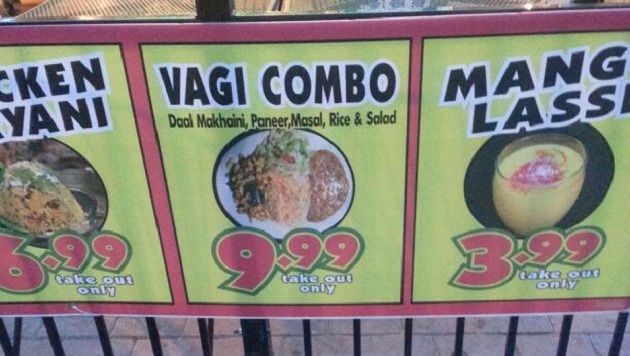 CKEN
YANI
6.99
take out
only
VAGI COMBO
Daal Makhaini, Paneer,Masal, Rice & Salad
9.99
take out
only
MANG
LASSI
3.99
take out
only